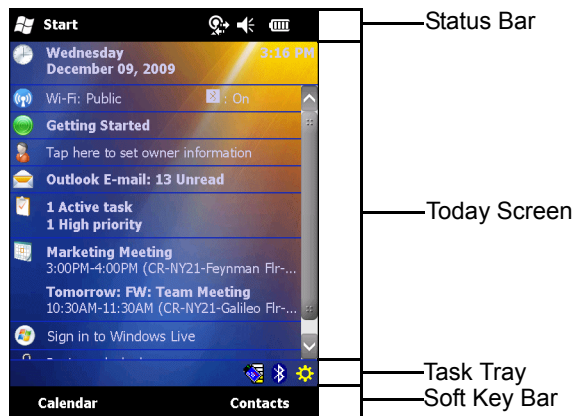 Start
Status Bar
Wednesday
3:16 PM
December 09, 2009
Wi-Fi: Public
: On
Getting Started
Tap here to set owner information
Outlook E-mail: 13 Unread
1 Active task
1 High priority
Today Screen
Marketing Meeting
3:00PM-4:00PM (CR-NY21-Feynman Flr-...
Tomorrow: FW: Team Meeting
10:30AM-11:30AM (CR-NY21-Galileo Flr-...
Sign in to Windows Live
Task Tray
Calendar
Contacts
Soft Key Bar